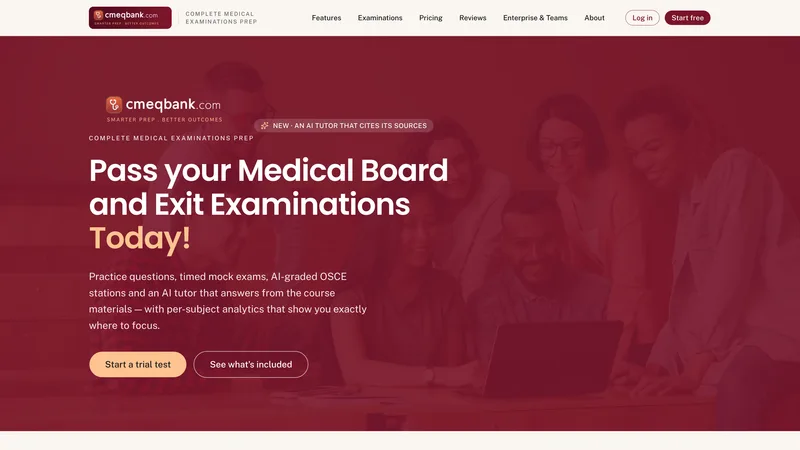 cmeqbank.com
SMARTER PREP . BETTER OUTCOMES
COMPLETE MEDICAL
EXAMINATIONS PREP
Features
Examinations
Pricing
Reviews
Enterprise & Teams
About
Log in
Start free
cmeqbank.com
SMARTER PREP . BETTER OUTCOMES
COMPLETE MEDICAL EXAMINATIONS PREP
NEW · AN AI TUTOR THAT CITES ITS SOURCES
Pass your Medical Board
and Exit Examinations
Today!
Practice questions, timed mock exams, AI-graded OSCE
stations and an AI tutor that answers from the course
materials — with per-subject analytics that show you exactly
where to focus.
Start a trial test
See what's included